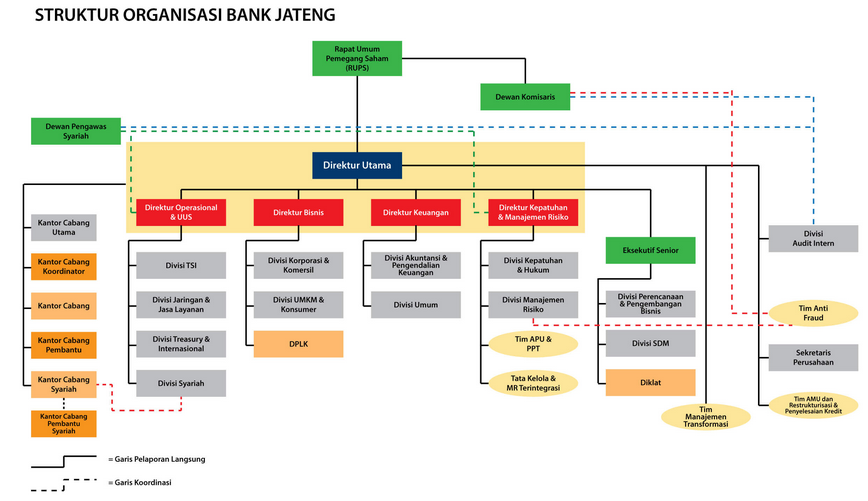 STRUKTUR ORGANISASI BANK JATENG
Rapat Umum
Pemegang Saham
(RUPS)
Dewan Komisaris
Dewan Pengawas
Syariah
Direktur Utama
Direktur Operasional
& UUS
Direktur Bisnis
Direktur Keuangan
Direktur Kepatuhan
& Manajemen Risiko
Kantor Cabang
Utama
Kantor Cabang
Koordinator
Kantor Cabang
Kantor Cabang
Pembantu
Kantor Cabang
Syariah
Kantor Cabang
Pembantu
Syariah
Divisi TSI
Divisi Jaringan &
Jasa Layanan
Divisi Treasury &
Internasional
Divisi Syariah
Divisi Korporasi &
Komersil
Divisi UMKM &
Konsumer
DPLK
Divisi Akuntansi &
Pengendalian
Keuangan
Divisi Umum
Divisi Kepatuhan
& Hukum
Divisi Manajemen
Risiko
Tim APU &
PPT
Tata Kelola &
MR Terintegrasi
Eksekutif Senior
Divisi Perencanaan
& Pengembangan
Bisnis
Divisi SDM
Diklat
Tim
Manajemen
Transformasi
Divisi
Audit Intern
Tim Anti
Fraud
Sekretaris
Perusahaan
Tim AMU dan
Restrukturisasi &
Penyelesaian Kredit
= Garis Pelaporan Langsung
= Garis Koordinasi